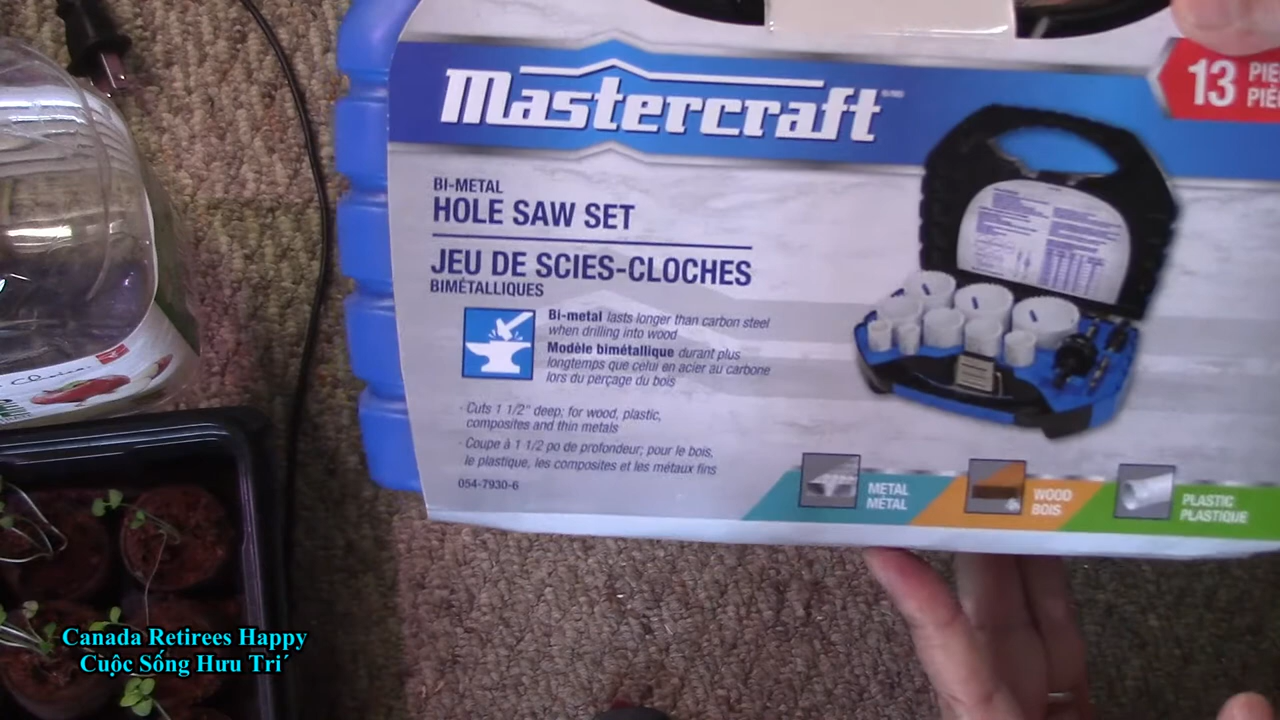 Mastercraft
13 PIE
PIÈ
BI-METAL
HOLE SAW SET
JEU DE SCIES-CLOCHES
BIMÉTALLIQUES
Bi-metal lasts longer than carbon steel
when drilling into wood
Modèle bimétallique durant plus
longtemps que celui en acier au carbone
lors du perçage du bois
· Cuts 1 1/2" deep; for wood, plastic,
composites and thin metals
· Coupe à 1 1/2 po de profondeur; pour le bois,
le plastique, les composites et les métaux fins
054-7930-6
METAL
MÉTAL
WOOD
BOIS
PLASTIC
PLASTIQUE
Canada Retirees Happy
Cuộc Sống Hưu Trí